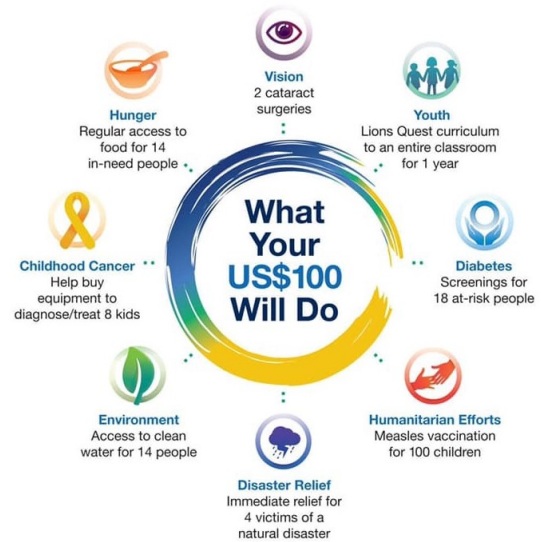 What
Your
US$100
Will Do
Vision
2 cataract
surgeries
Youth
Lions Quest curriculum
to an entire classroom
for 1 year
Diabetes
Screenings for
18 at-risk people
Humanitarian Efforts
Measles vaccination
for 100 children
Disaster Relief
Immediate relief for
4 victims of a
natural disaster
Environment
Access to clean
water for 14 people
Childhood Cancer
Help buy
equipment to
diagnose/treat 8 kids
Hunger
Regular access to
food for 14
in-need people